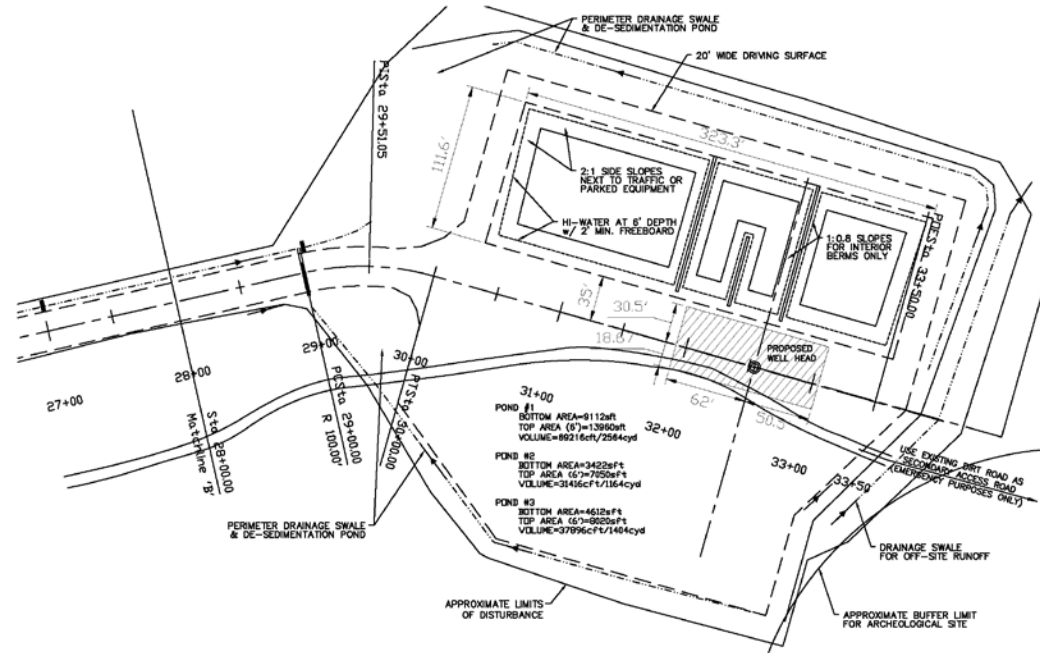 PERIMETER DRAINAGE SWALE
& DE-SEDIMENTATION POND
20' WIDE DRIVING SURFACE
PTSta 29+51.05
111.6'
323.3'
2:1 SIDE SLOPES
NEXT TO TRAFFIC OR
PARKED EQUIPMENT
HI-WATER AT 6' DEPTH
w/ 2' MIN. FREEBOARD
1:0.8 SLOPES
FOR INTERIOR
BERMS ONLY
33+50.00
35'
30.5'
18.87
PROPOSED
WELL HEAD
62'
50.5
27+00
28+00
29+00
30+00
31+00
32+00
33+00
33+50
Sta 28+00.00
Matchline 'B'
PCSta 29+00.00
R 100.00'
PTSta 30+00.00
POND #1
BOTTOM AREA=9112sft
TOP AREA (6')=13960sft
VOLUME=69216cft/2564cyd
POND #2
BOTTOM AREA=3422sft
TOP AREA (6')=7050sft
VOLUME=31416cft/1164cyd
POND #3
BOTTOM AREA=4612sft
TOP AREA (6')=8020sft
VOLUME=37896cft/1404cyd
USE EXISTING DIRT ROAD AS
SECONDARY ACCESS ROAD
(EMERGENCY PURPOSES ONLY)
PERIMETER DRAINAGE SWALE
& DE-SEDIMENTATION POND
DRAINAGE SWALE
FOR OFF-SITE RUNOFF
APPROXIMATE LIMITS
OF DISTURBANCE
APPROXIMATE BUFFER LIMIT
FOR ARCHEOLOGICAL SITE